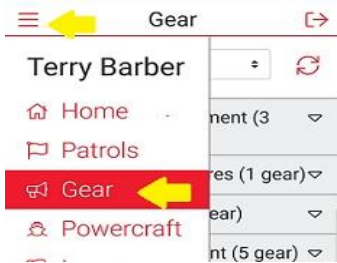 Gear
Terry Barber
Home
nent (3
Patrols
Gear
res (1 gear)
ear)
Powercraft
nt (5 gear)